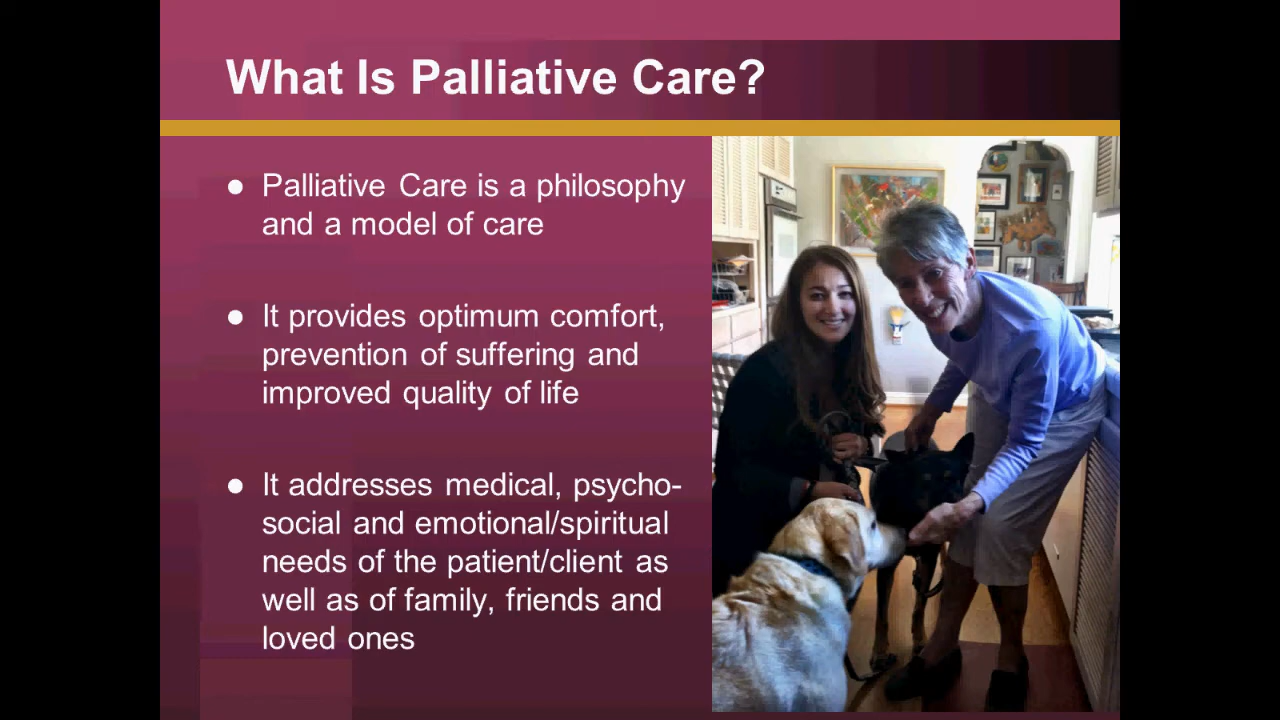 What Is Palliative Care?
● Palliative Care is a philosophy
and a model of care
● It provides optimum comfort,
prevention of suffering and
improved quality of life
● It addresses medical, psycho-
social and emotional/spiritual
needs of the patient/client as
well as of family, friends and
loved ones